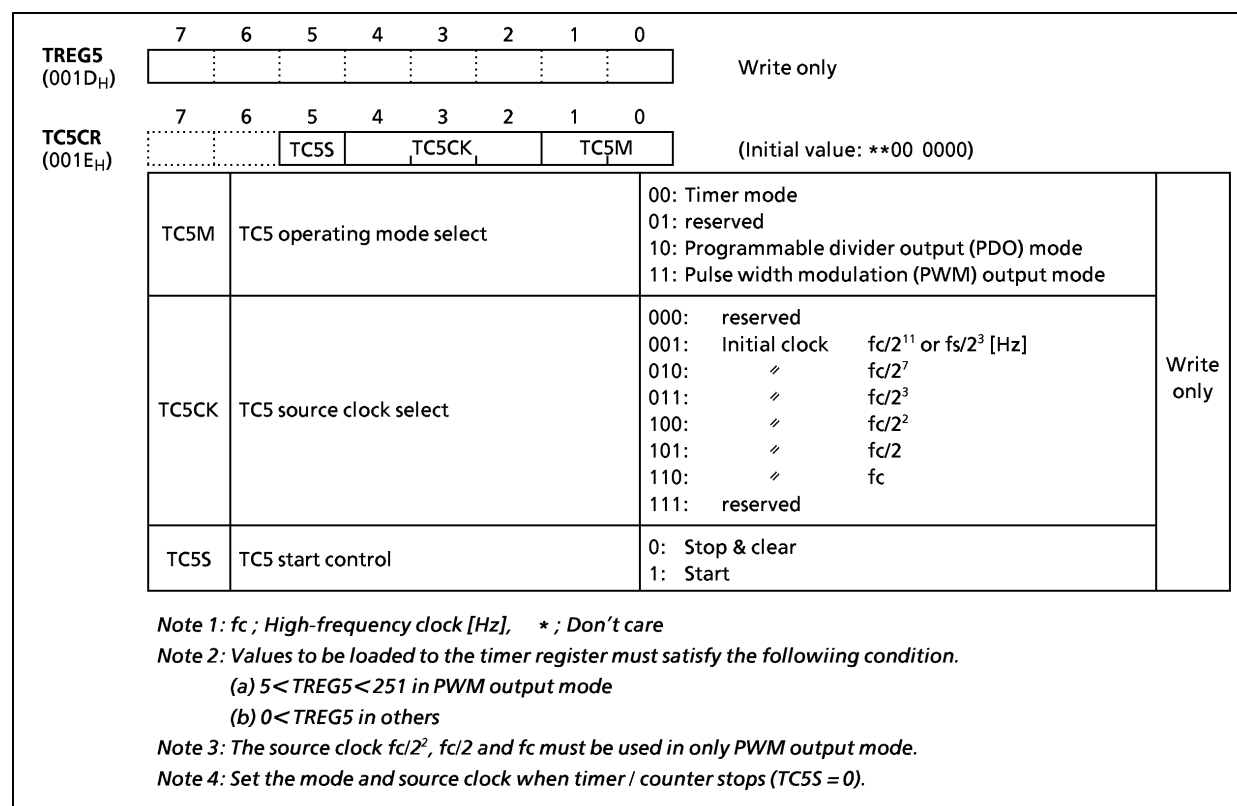 7 6 5 4 3 2 1 0
TREG5
(001DH) Write only
7 6 5 4 3 2 1 0
TC5CR
(001EH) TC5S TC5CK TC5M (Initial value: **00 0000)
TC5M TC5 operating mode select
00: Timer mode
01: reserved
10: Programmable divider output (PDO) mode
11: Pulse width modulation (PWM) output mode
TC5CK TC5 source clock select
000: reserved
001: Initial clock fc/2¹¹ or fs/2³ [Hz]
010: 〃 fc/2⁷
011: 〃 fc/2³
100: 〃 fc/2²
101: 〃 fc/2
110: 〃 fc
111: reserved
TC5S TC5 start control
0: Stop & clear
1: Start
Write
only
Note 1: fc ; High-frequency clock [Hz], * ; Don't care
Note 2: Values to be loaded to the timer register must satisfy the followiing condition.
(a) 5<TREG5<251 in PWM output mode
(b) 0<TREG5 in others
Note 3: The source clock fc/2², fc/2 and fc must be used in only PWM output mode.
Note 4: Set the mode and source clock when timer / counter stops (TC5S = 0).